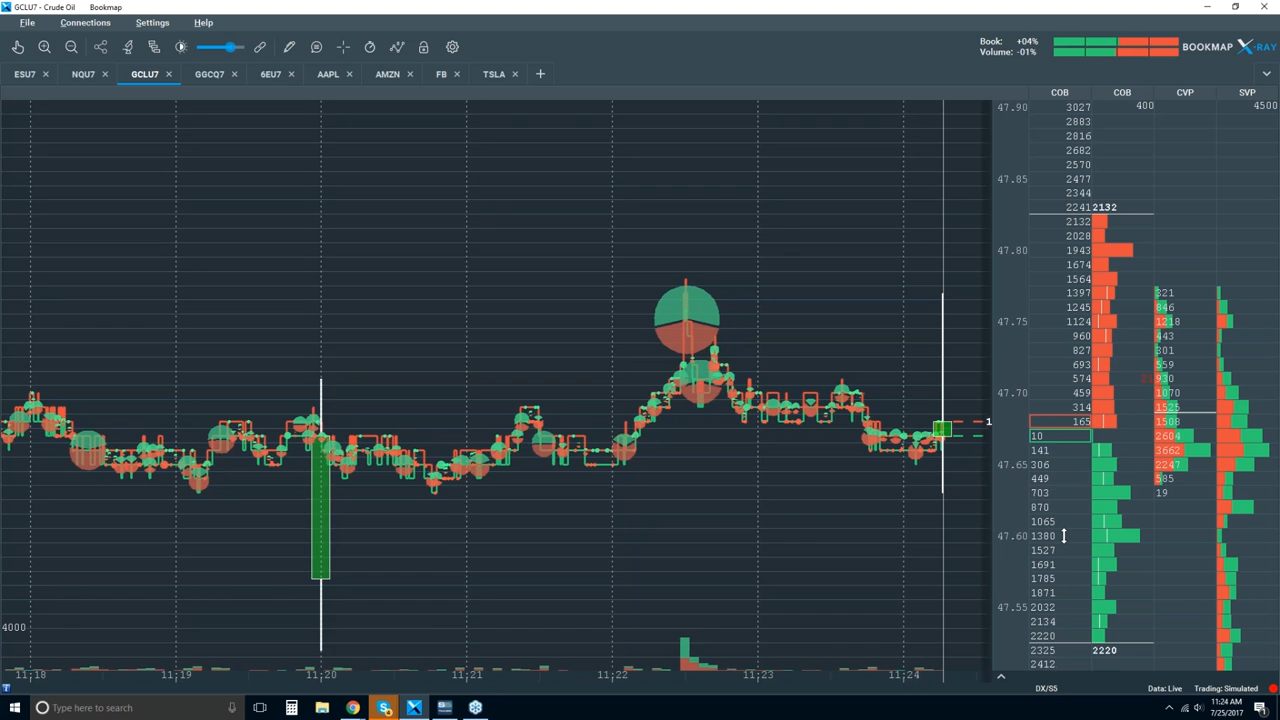 GCLU7 - Crude Oil    Bookmap
File Connections Settings Help
Book: +04%
Volume: -01%
BOOKMAP X-RAY
ESU7 × NQU7 × GCLU7 × GGCQ7 × 6EU7 × AAPL × AMZN × FB × TSLA × +
COB COB CVP SVP
47.90 3027 400 4500
2883
2816
2682
2570
47.85 2477
2344
2241 2132
2132
2028
47.80 1943
1674
1564
1397 321
1245 846
47.75 1124 1218
960 443
827 301
693 559
574 930
47.70 459 1070
314 1525
1 165 1508
10 2604
141 3662
47.65 306 2247
449 585
703 19
870
1065
47.60 1380
1527
1691
1785
1871
47.55 2032
2134
2220
2325 2220
2412
4000
11:18 11:19 11:20 11:21 11:22 11:23 11:24
DX/S5 Data: Live Trading: Simulated
Type here to search
11:24 AM
7/25/2017